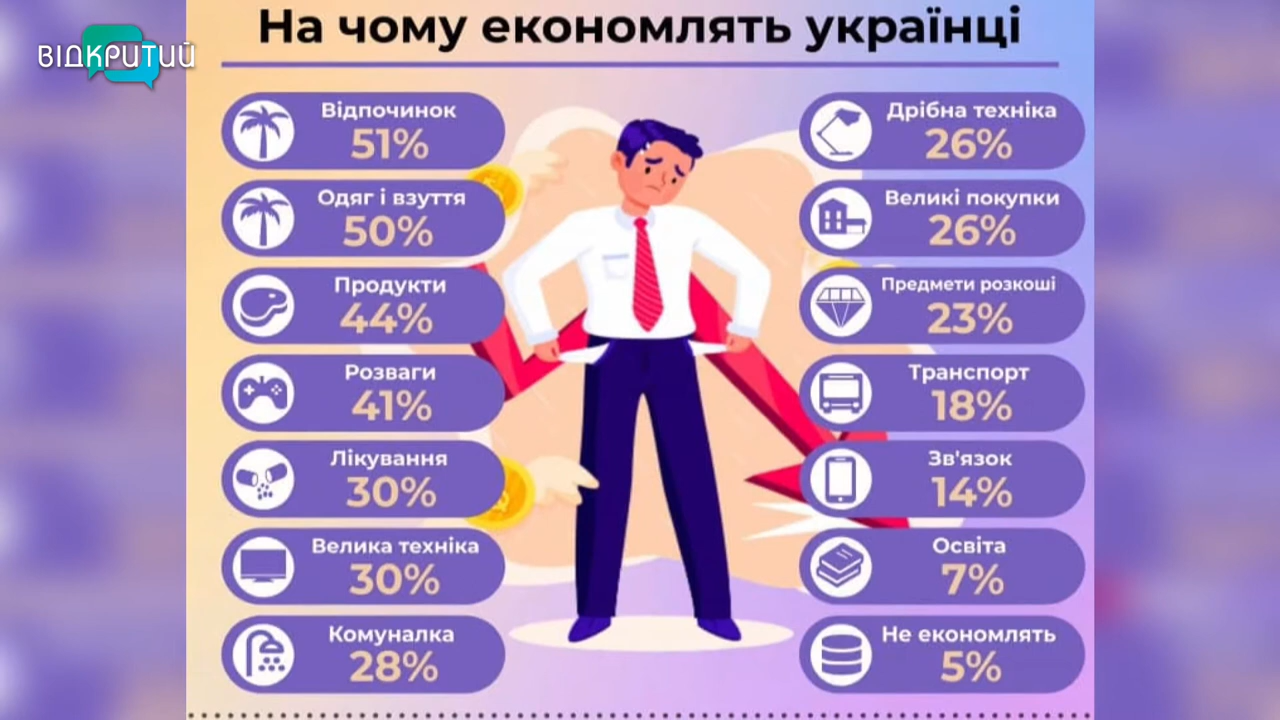 На чому економлять українці
ВІДКРИТИЙ
Відпочинок
51%
Одяг і взуття
50%
Продукти
44%
Розваги
41%
Лікування
30%
Велика техніка
30%
Комуналка
28%
Дрібна техніка
26%
Великі покупки
26%
Предмети розкоші
23%
Транспорт
18%
Зв'язок
14%
Освіта
7%
Не економлять
5%